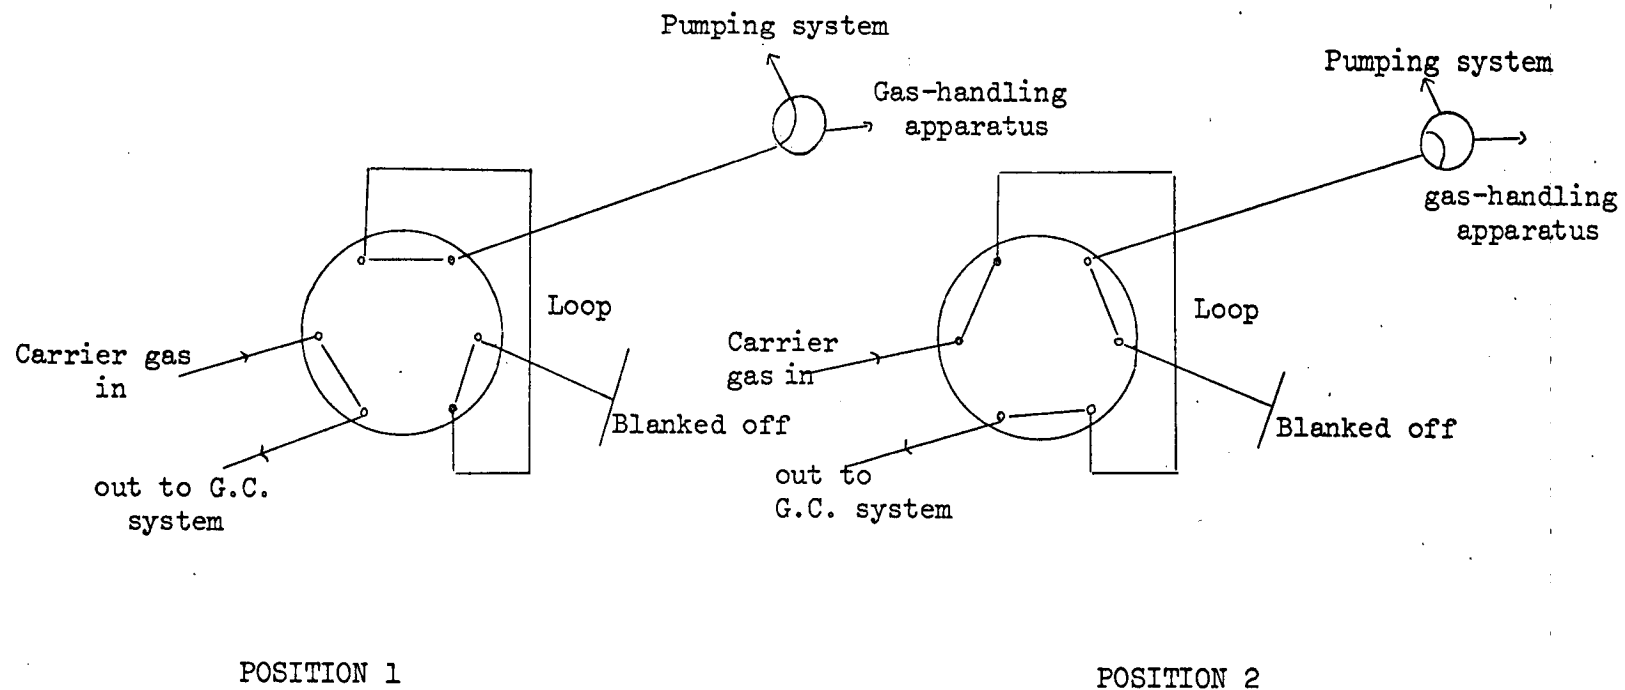 Pumping system
Gas-handling
apparatus
Loop
Carrier gas
in
Blanked off
out to G.C.
system
POSITION 1
Pumping system
gas-handling
apparatus
Loop
Carrier
gas in
Blanked off
out to
G.C. system
POSITION 2